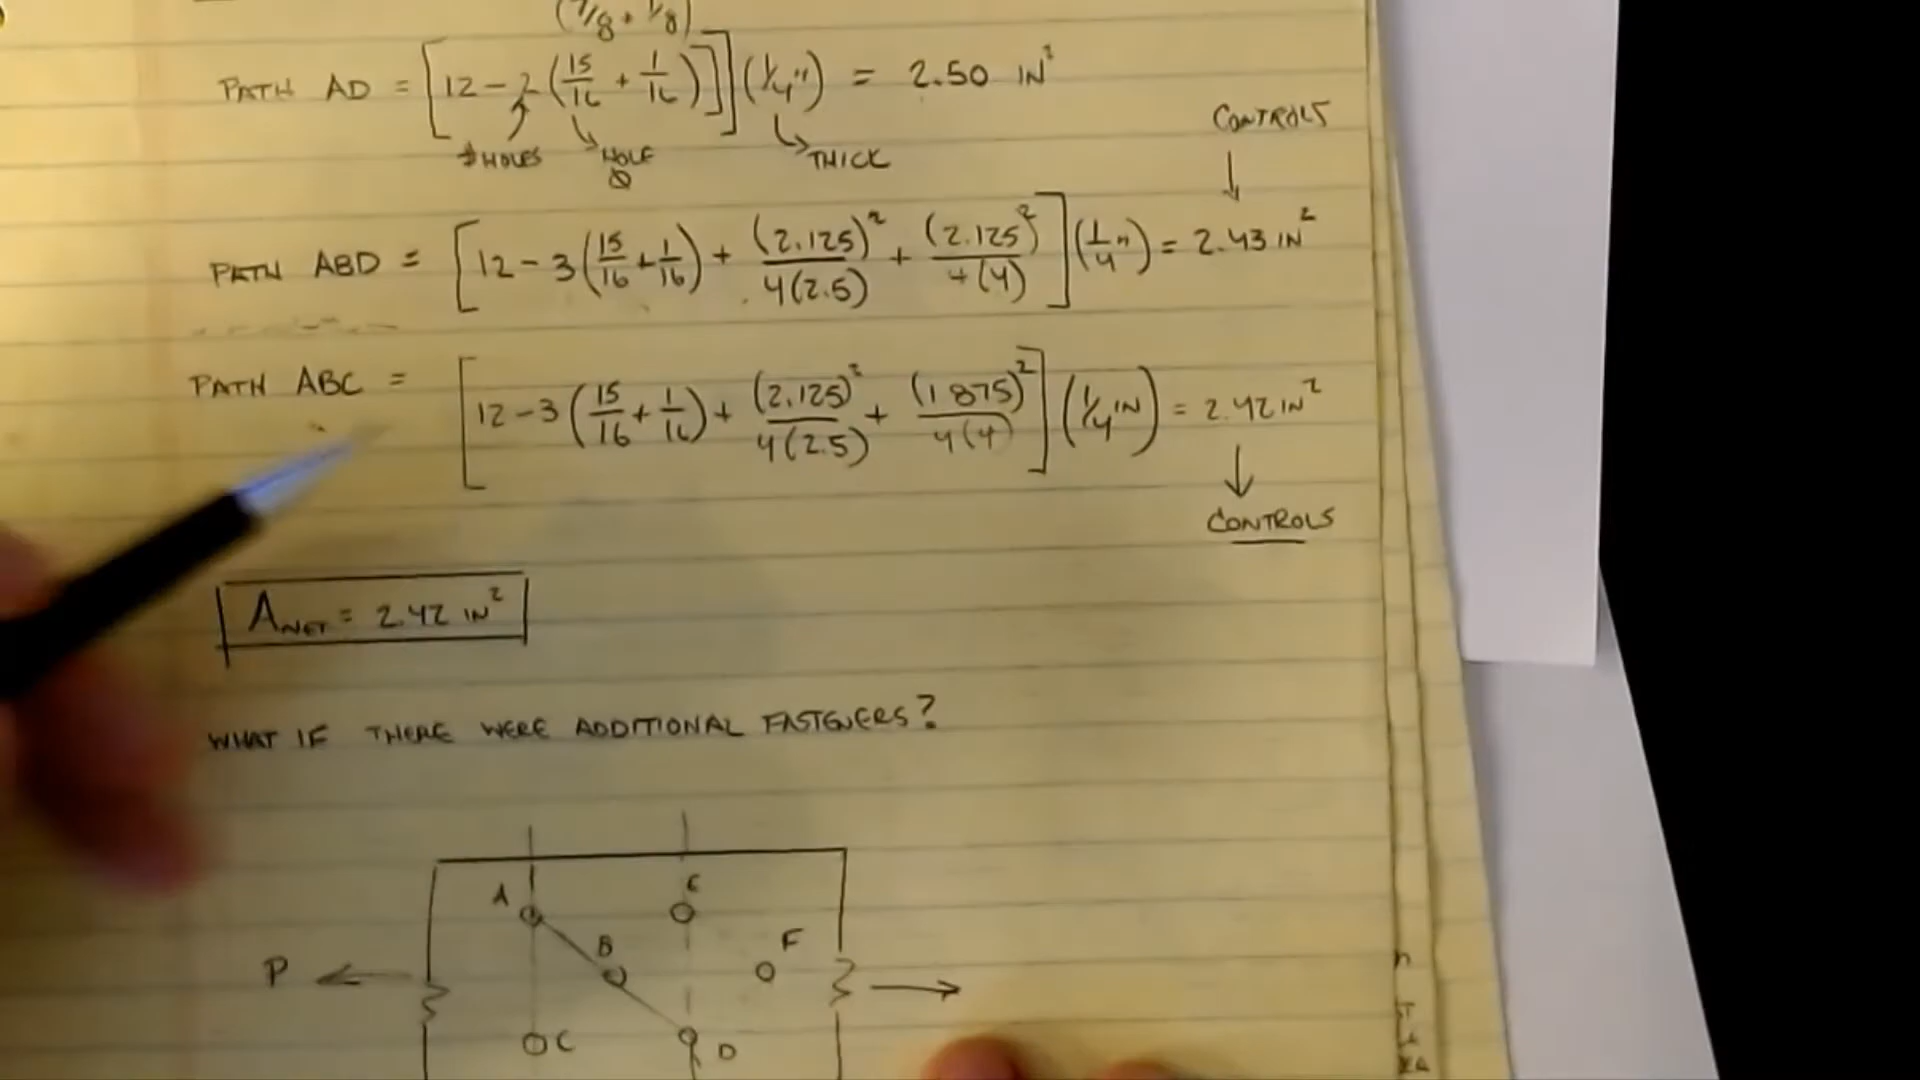 (7/8 + 1/8)
PATH AD = [12 - 2(15/16 + 1/16)](1/4") = 2.50 IN²
# HOLES HOLE Ø THICK
CONTROLS
PATH ABD = [12 - 3(15/16 + 1/16) + (2.125)²/4(2.5) + (2.125)²/4(4)](1/4") = 2.43 IN²
PATH ABC = [12 - 3(15/16 + 1/16) + (2.125)²/4(2.5) + (1.875)²/4(4)](1/4 IN) = 2.42 IN²
CONTROLS
ANET = 2.42 IN²
WHAT IF THERE WERE ADDITIONAL FASTENERS?
A E
B F
P
C D